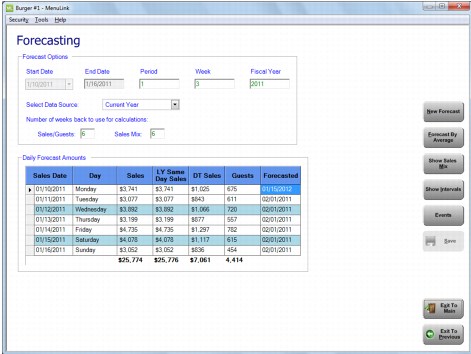 Burger #1 - MenuLink
Security Tools Help
Forecasting
Forecast Options
Start Date End Date Period Week Fiscal Year
1/10/2011 1/16/2011 1 3 2011
Select Data Source: Current Year
Number of weeks back to use for calculations:
Sales/Guests: 6 Sales Mix: 6
Daily Forecast Amounts
Sales Date Day Sales LY Same Day Sales DT Sales Guests Forecasted
01/10/2011 Monday $3,741 $3,741 $1,025 675 01/15/2012
01/11/2011 Tuesday $3,077 $3,077 $843 611 02/01/2011
01/12/2011 Wednesday $3,892 $3,892 $1,066 720 02/01/2011
01/13/2011 Thursday $3,199 $3,199 $877 557 02/01/2011
01/14/2011 Friday $4,735 $4,735 $1,297 782 02/01/2011
01/15/2011 Saturday $4,078 $4,078 $1,117 615 02/01/2011
01/16/2011 Sunday $3,052 $3,052 $836 454 02/01/2011
$25,774 $25,776 $7,061 4,414
New Forecast
Forecast By
Average
Show Sales
Mix
Show Intervals
Events
Save
Exit To
Main
Exit To
Previous